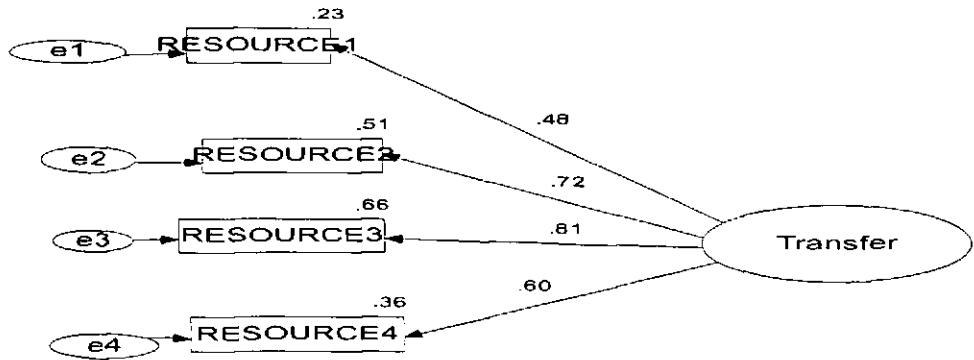 .23
e1
RESOURCE1
.48
.51
e2
RESOURCE2
.72
.66
e3
RESOURCE3
.81
Transfer
.60
.36
e4
RESOURCE4